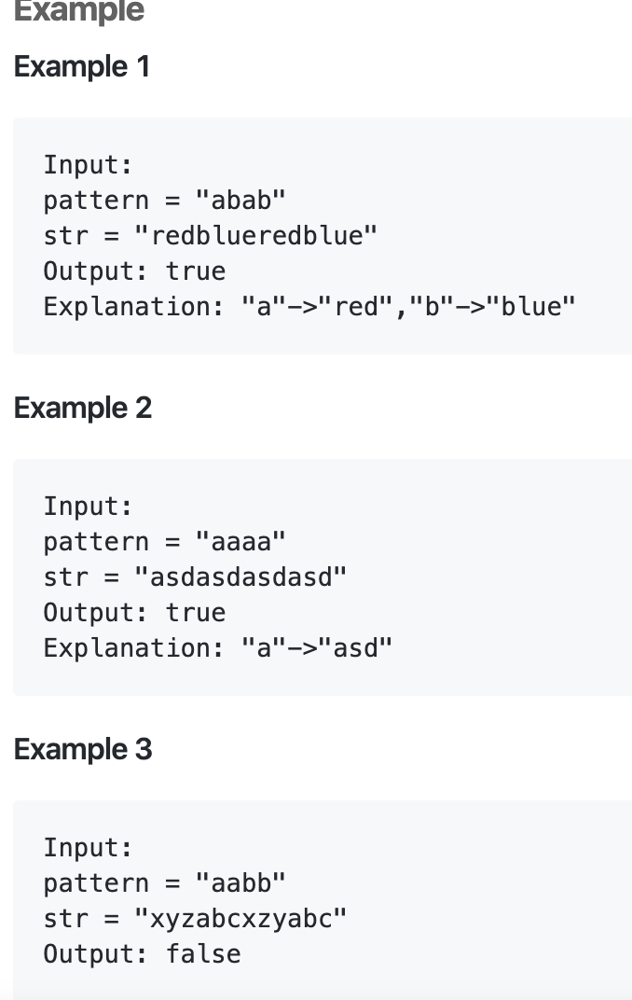 Example
Example 1
Input:
pattern = "abab"
str = "redblueredblue"
Output: true
Explanation: "a"->"red","b"->"blue"
Example 2
Input:
pattern = "aaaa"
str = "asdasdasdasd"
Output: true
Explanation: "a"->"asd"
Example 3
Input:
pattern = "aabb"
str = "xyzabcxzyabc"
Output: false